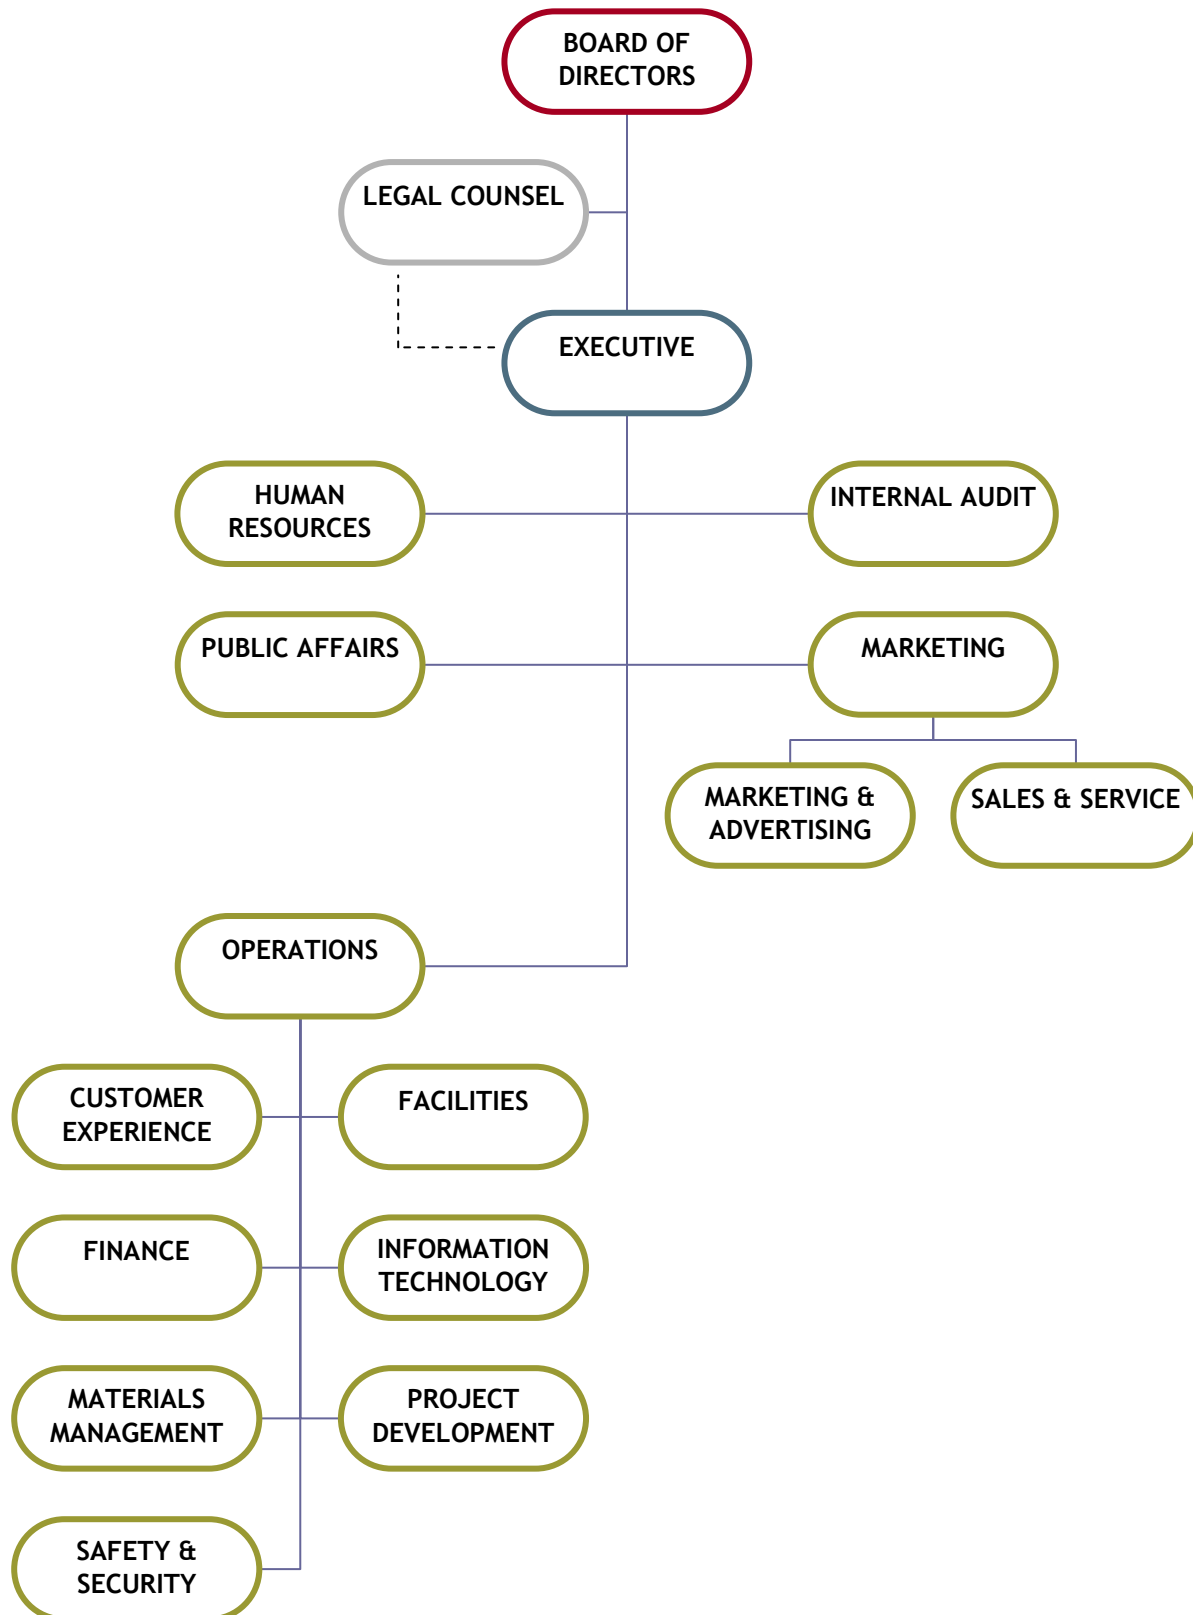 BOARD OF
DIRECTORS
LEGAL COUNSEL
EXECUTIVE
HUMAN
RESOURCES
INTERNAL AUDIT
PUBLIC AFFAIRS
MARKETING
MARKETING &
ADVERTISING
SALES & SERVICE
OPERATIONS
CUSTOMER
EXPERIENCE
FACILITIES
FINANCE
INFORMATION
TECHNOLOGY
MATERIALS
MANAGEMENT
PROJECT
DEVELOPMENT
SAFETY &
SECURITY